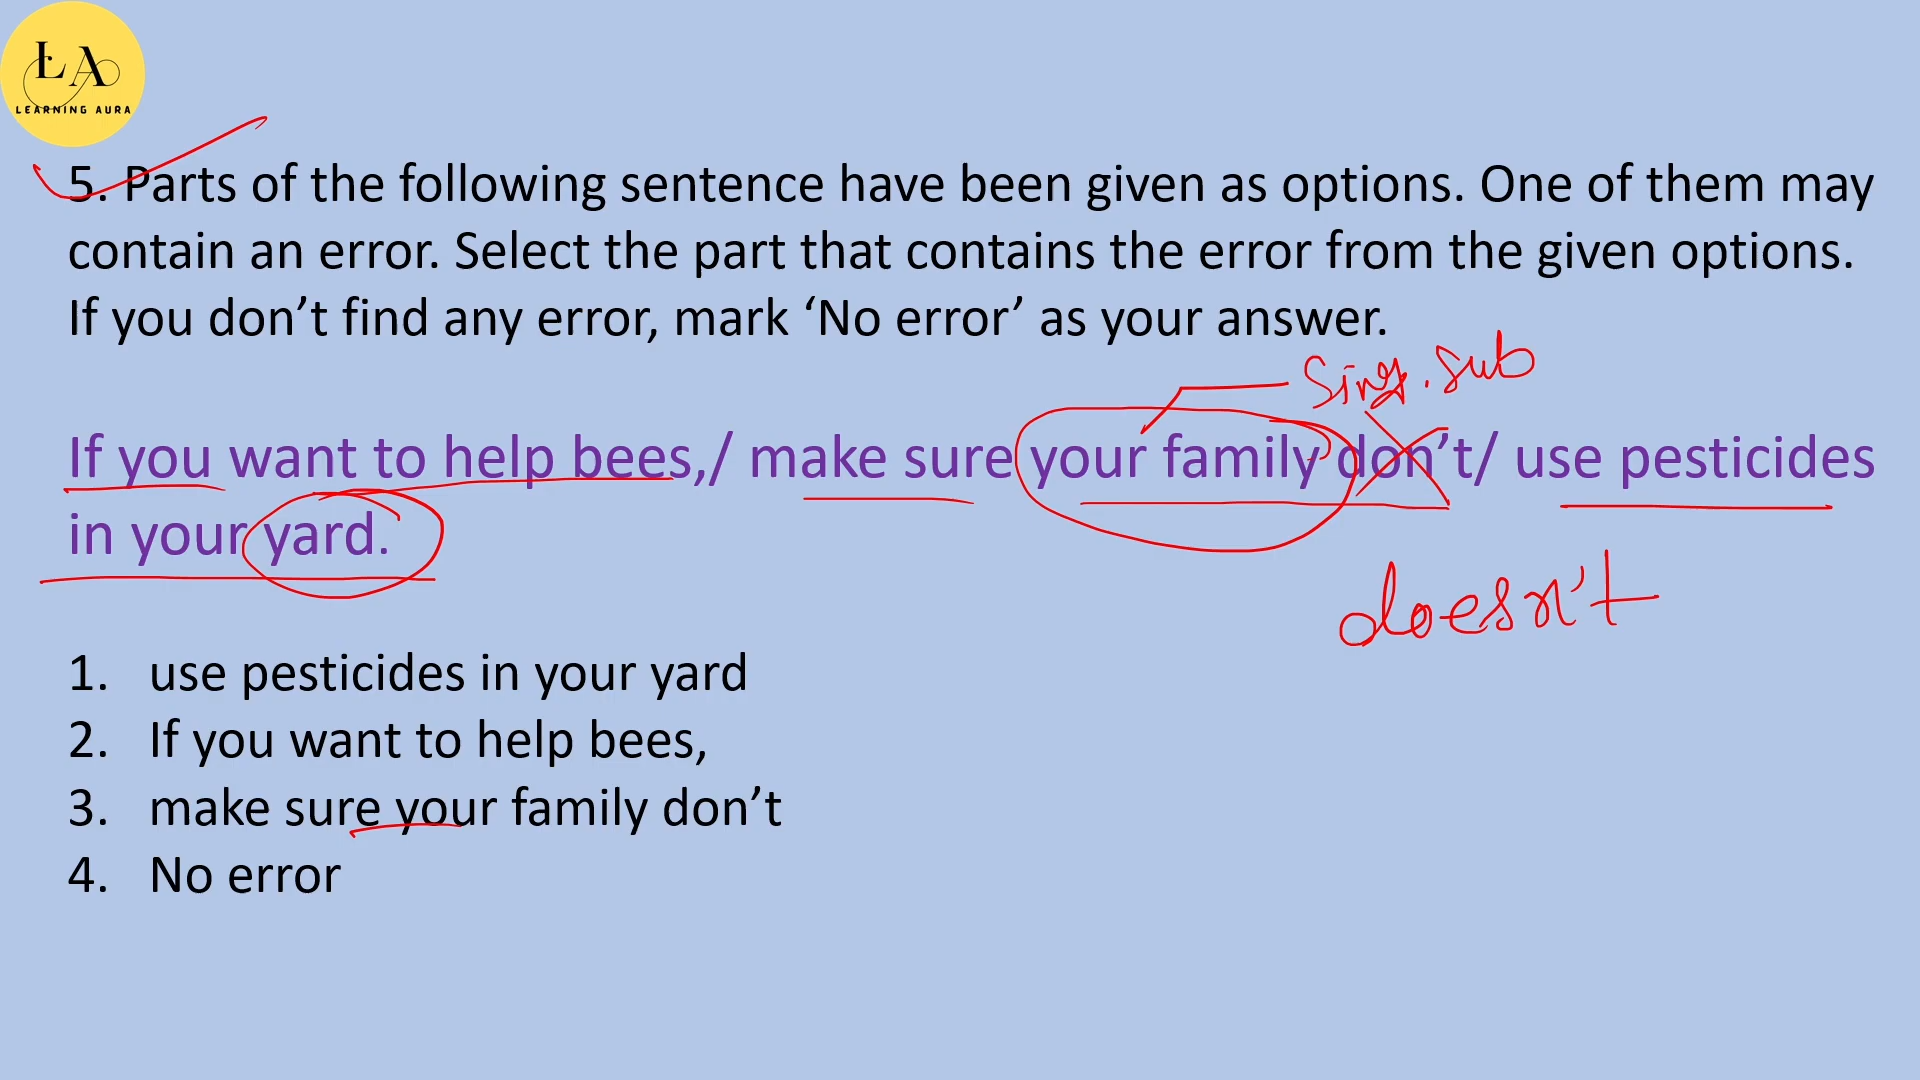 LA
LEARNING AURA
5. Parts of the following sentence have been given as options. One of them may
contain an error. Select the part that contains the error from the given options.
If you don’t find any error, mark ‘No error’ as your answer.
Sing. sub
If you want to help bees,/ make sure your family don’t/ use pesticides
in your yard.
doesn't
1. use pesticides in your yard
2. If you want to help bees,
3. make sure your family don’t
4. No error